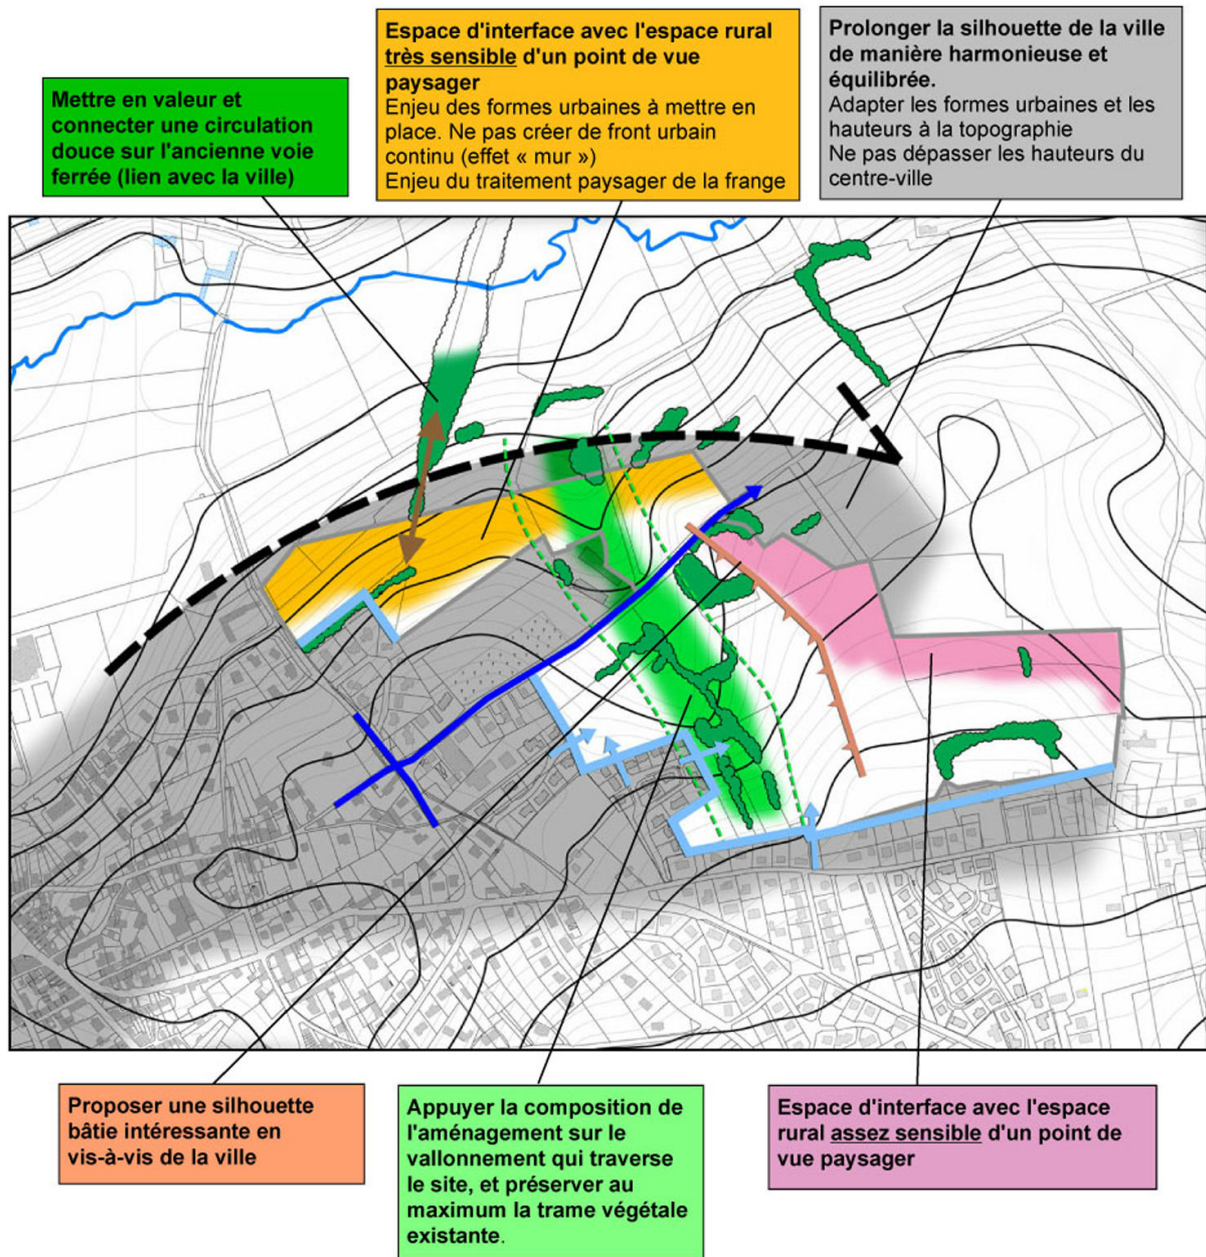 Mettre en valeur et
connecter une circulation
douce sur l'ancienne voie
ferrée (lien avec la ville)
Espace d'interface avec l'espace rural
très sensible d'un point de vue
paysager
Enjeu des formes urbaines à mettre en
place. Ne pas créer de front urbain
continu (effet « mur »)
Enjeu du traitement paysager de la frange
Prolonger la silhouette de la ville
de manière harmonieuse et
équilibrée.
Adapter les formes urbaines et les
hauteurs à la topographie
Ne pas dépasser les hauteurs du
centre-ville
Proposer une silhouette
bâtie intéressante en
vis-à-vis de la ville
Appuyer la composition de
l'aménagement sur le
vallonnement qui traverse
le site, et préserver au
maximum la trame végétale
existante.
Espace d'interface avec l'espace
rural assez sensible d'un point de
vue paysager